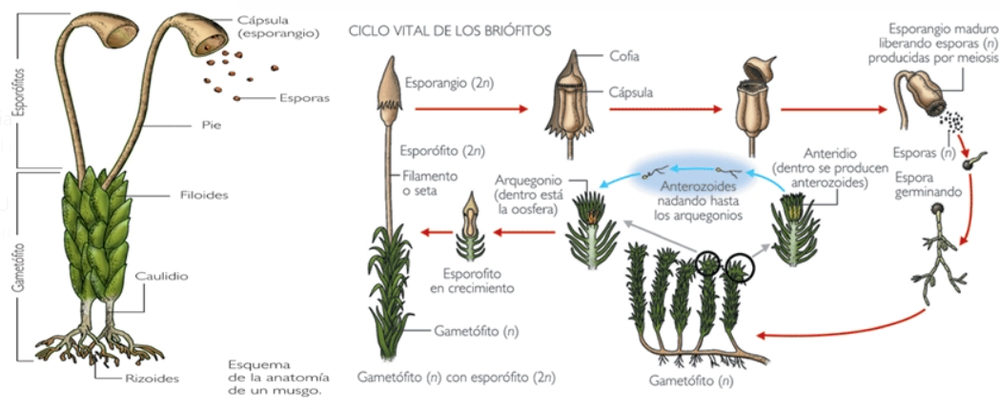 Cápsula
(esporangio)
Esporas
Pie
Esporófitos
Filoides
Gametófito
Caulidio
Rizoides
Esquema
de la anatomía
de un musgo.
CICLO VITAL DE LOS BRIÓFITOS
Esporangio (2n)
Cofia
Cápsula
Esporangio maduro
liberando esporas (n)
producidas por meiosis
Esporas (n)
Espora
germinando
Esporófito (2n)
Filamento
o seta
Arquegonio
(dentro está
la oosfera)
Anterozoides
nadando hasta
los arquegonios
Anteridio
(dentro se producen
anterozoides)
Esporofito
en crecimiento
Gametófito (n)
Gametófito (n) con esporófito (2n)
Gametófito (n)